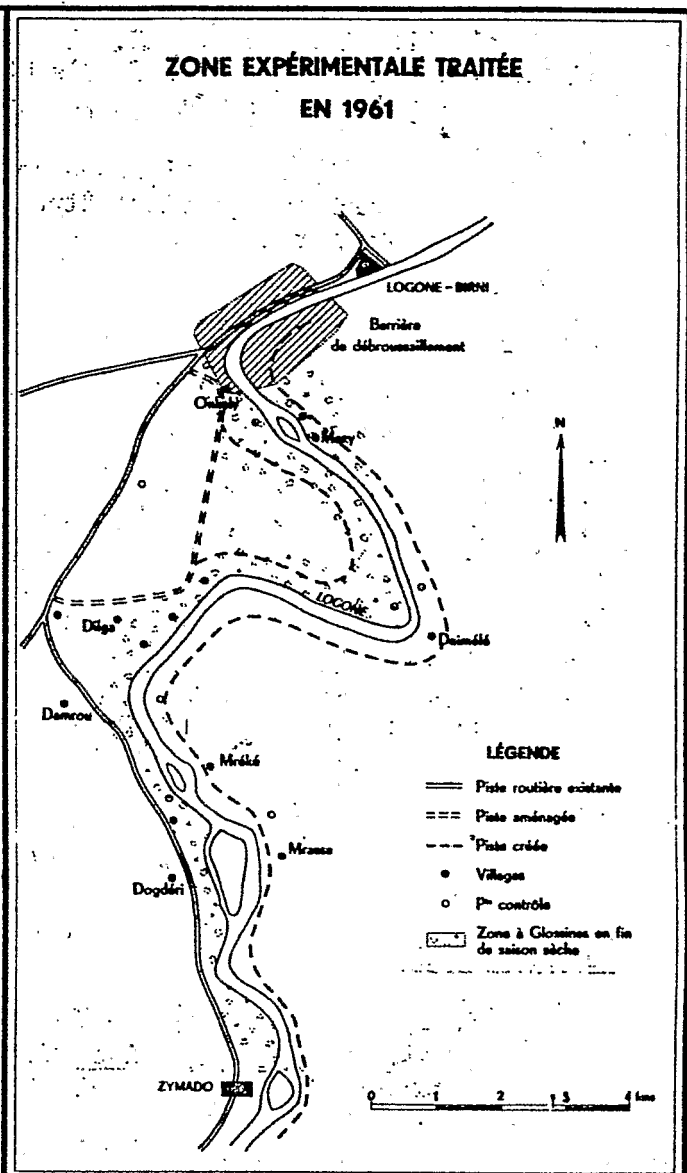 ZONE EXPÉRIMENTALE TRAITÉE
EN 1961
LOGONE-BIRNI
Barrière
de débroussaillement
Mazy
N
LOGONE
Daimélé
Diéga
Damrou
Mréké
LÉGENDE
Piste routière existante
Piste aménagée
Piste créée
Villages
Pts contrôle
Zone à Glossines en fin
de saison sèche
Dogdéri
ZYMADO
0 1 2 3 4 kms